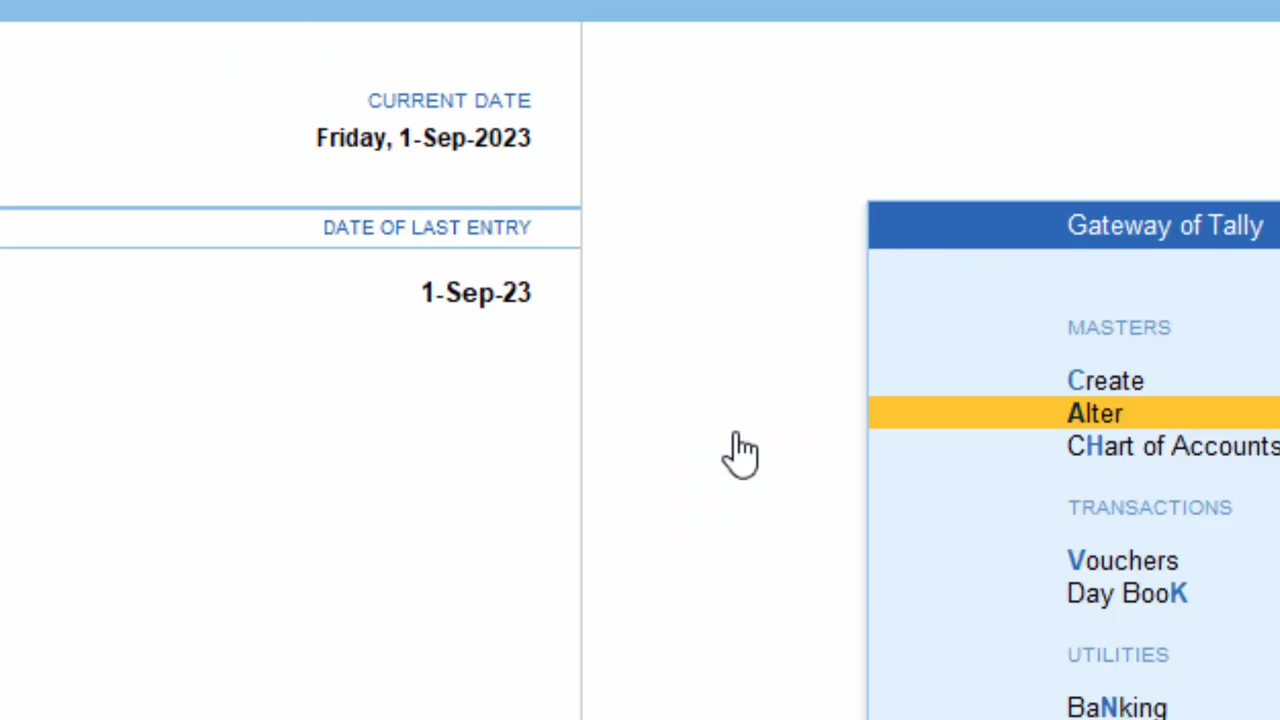 CURRENT DATE
Friday, 1-Sep-2023
DATE OF LAST ENTRY
1-Sep-23
Gateway of Tally
MASTERS
Create
Alter
CHart of Accounts
TRANSACTIONS
Vouchers
Day BooK
UTILITIES
BaNking